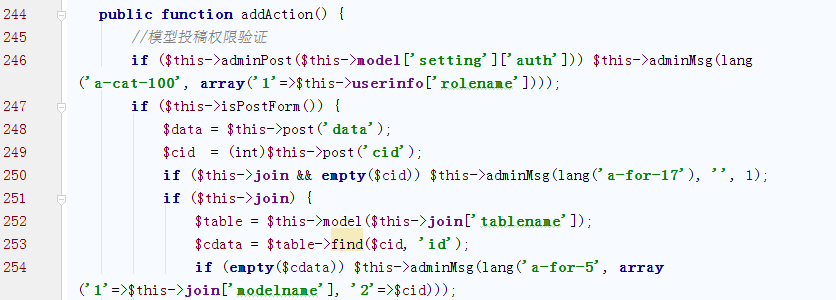 244 public function addAction() {
245 //模型投稿权限验证
246 if ($this->adminPost($this->model['setting']['auth'])) $this->adminMsg(lang
('a-cat-100', array('1'=>$this->userinfo['rolename'])));
247 if ($this->isPostForm()) {
248 $data = $this->post('data');
249 $cid = (int)$this->post('cid');
250 if ($this->join && empty($cid)) $this->adminMsg(lang('a-for-17'), '', 1);
251 if ($this->join) {
252 $table = $this->model($this->join['tablename']);
253 $cdata = $table->find($cid, 'id');
254 if (empty($cdata)) $this->adminMsg(lang('a-for-5', array
('1'=>$this->join['modelname'], '2'=>$cid)));